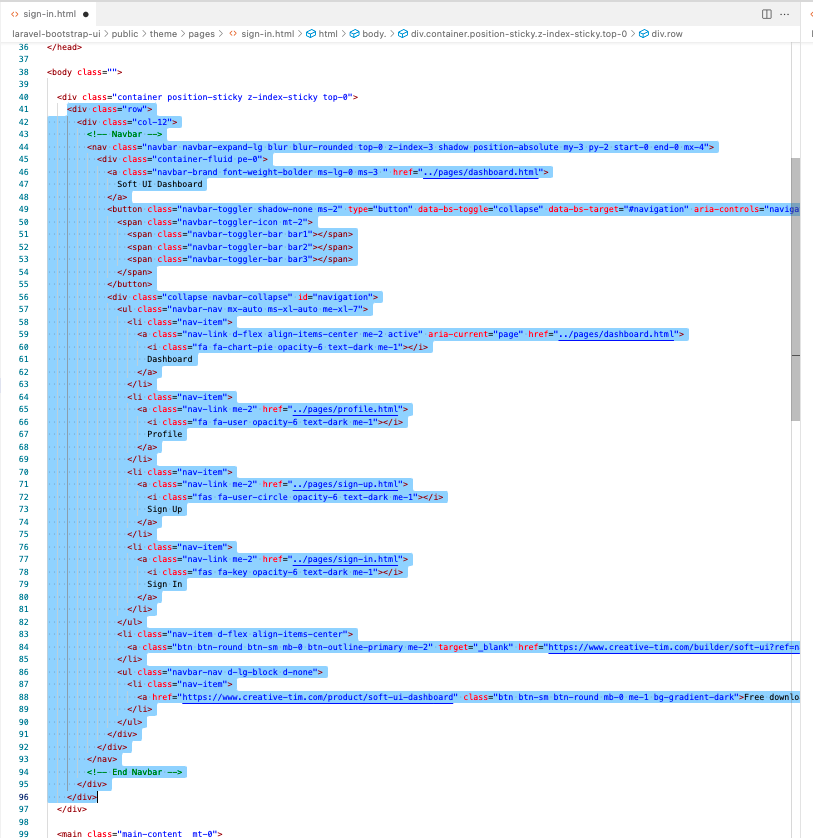 sign-in.html ●
laravel-bootstrap-ui > public > theme > pages > sign-in.html > html > body. > div.container.position-sticky.z-index-sticky.top-0 > div.row
36 </head>
37
38 <body class="">
39
40 <div class="container position-sticky z-index-sticky top-0">
41 <div class="row">
42 <div class="col-12">
43 <!-- Navbar -->
44 <nav class="navbar navbar-expand-lg blur blur-rounded top-0 z-index-3 shadow position-absolute my-3 py-2 start-0 end-0 mx-4">
45 <div class="container-fluid pe-0">
46 <a class="navbar-brand font-weight-bolder ms-lg-0 ms-3 " href="../pages/dashboard.html">
47 Soft UI Dashboard
48 </a>
49 <button class="navbar-toggler shadow-none ms-2" type="button" data-bs-toggle="collapse" data-bs-target="#navigation" aria-controls="naviga
50 <span class="navbar-toggler-icon mt-2">
51 <span class="navbar-toggler-bar bar1"></span>
52 <span class="navbar-toggler-bar bar2"></span>
53 <span class="navbar-toggler-bar bar3"></span>
54 </span>
55 </button>
56 <div class="collapse navbar-collapse" id="navigation">
57 <ul class="navbar-nav mx-auto ms-xl-auto me-xl-7">
58 <li class="nav-item">
59 <a class="nav-link d-flex align-items-center me-2 active" aria-current="page" href="../pages/dashboard.html">
60 <i class="fa fa-chart-pie opacity-6 text-dark me-1"></i>
61 Dashboard
62 </a>
63 </li>
64 <li class="nav-item">
65 <a class="nav-link me-2" href="../pages/profile.html">
66 <i class="fa fa-user opacity-6 text-dark me-1"></i>
67 Profile
68 </a>
69 </li>
70 <li class="nav-item">
71 <a class="nav-link me-2" href="../pages/sign-up.html">
72 <i class="fas fa-user-circle opacity-6 text-dark me-1"></i>
73 Sign Up
74 </a>
75 </li>
76 <li class="nav-item">
77 <a class="nav-link me-2" href="../pages/sign-in.html">
78 <i class="fas fa-key opacity-6 text-dark me-1"></i>
79 Sign In
80 </a>
81 </li>
82 </ul>
83 <li class="nav-item d-flex align-items-center">
84 <a class="btn btn-round btn-sm mb-0 btn-outline-primary me-2" target="_blank" href="https://www.creative-tim.com/builder/soft-ui?ref=n
85 </li>
86 <ul class="navbar-nav d-lg-block d-none">
87 <li class="nav-item">
88 <a href="https://www.creative-tim.com/product/soft-ui-dashboard" class="btn btn-sm btn-round mb-0 me-1 bg-gradient-dark">Free downlo
89 </li>
90 </ul>
91 </div>
92 </div>
93 </nav>
94 <!-- End Navbar -->
95 </div>
96 </div>
97 </div>
98
99 <main class="main-content  mt-0">